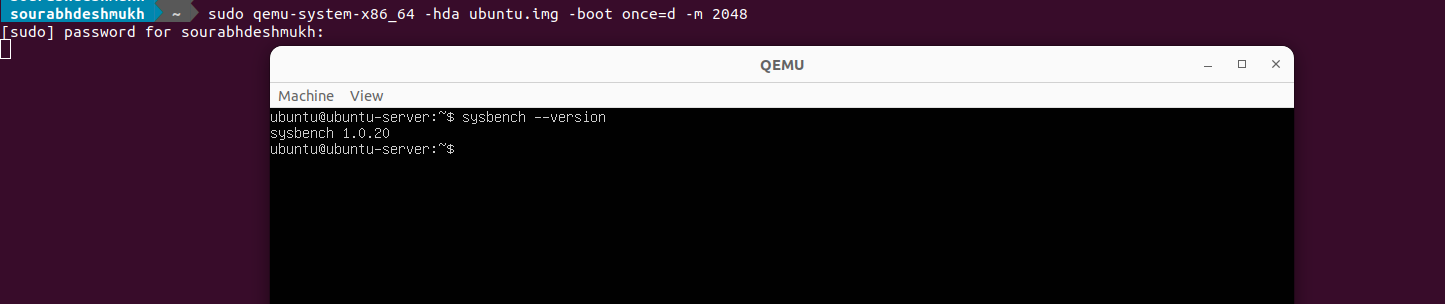 sourabhdeshmukh ~ sudo qemu-system-x86_64 -hda ubuntu.img -boot once=d -m 2048
[sudo] password for sourabhdeshmukh:
QEMU
Machine View
ubuntu@ubuntu-server:~$ sysbench --version
sysbench 1.0.20
ubuntu@ubuntu-server:~$